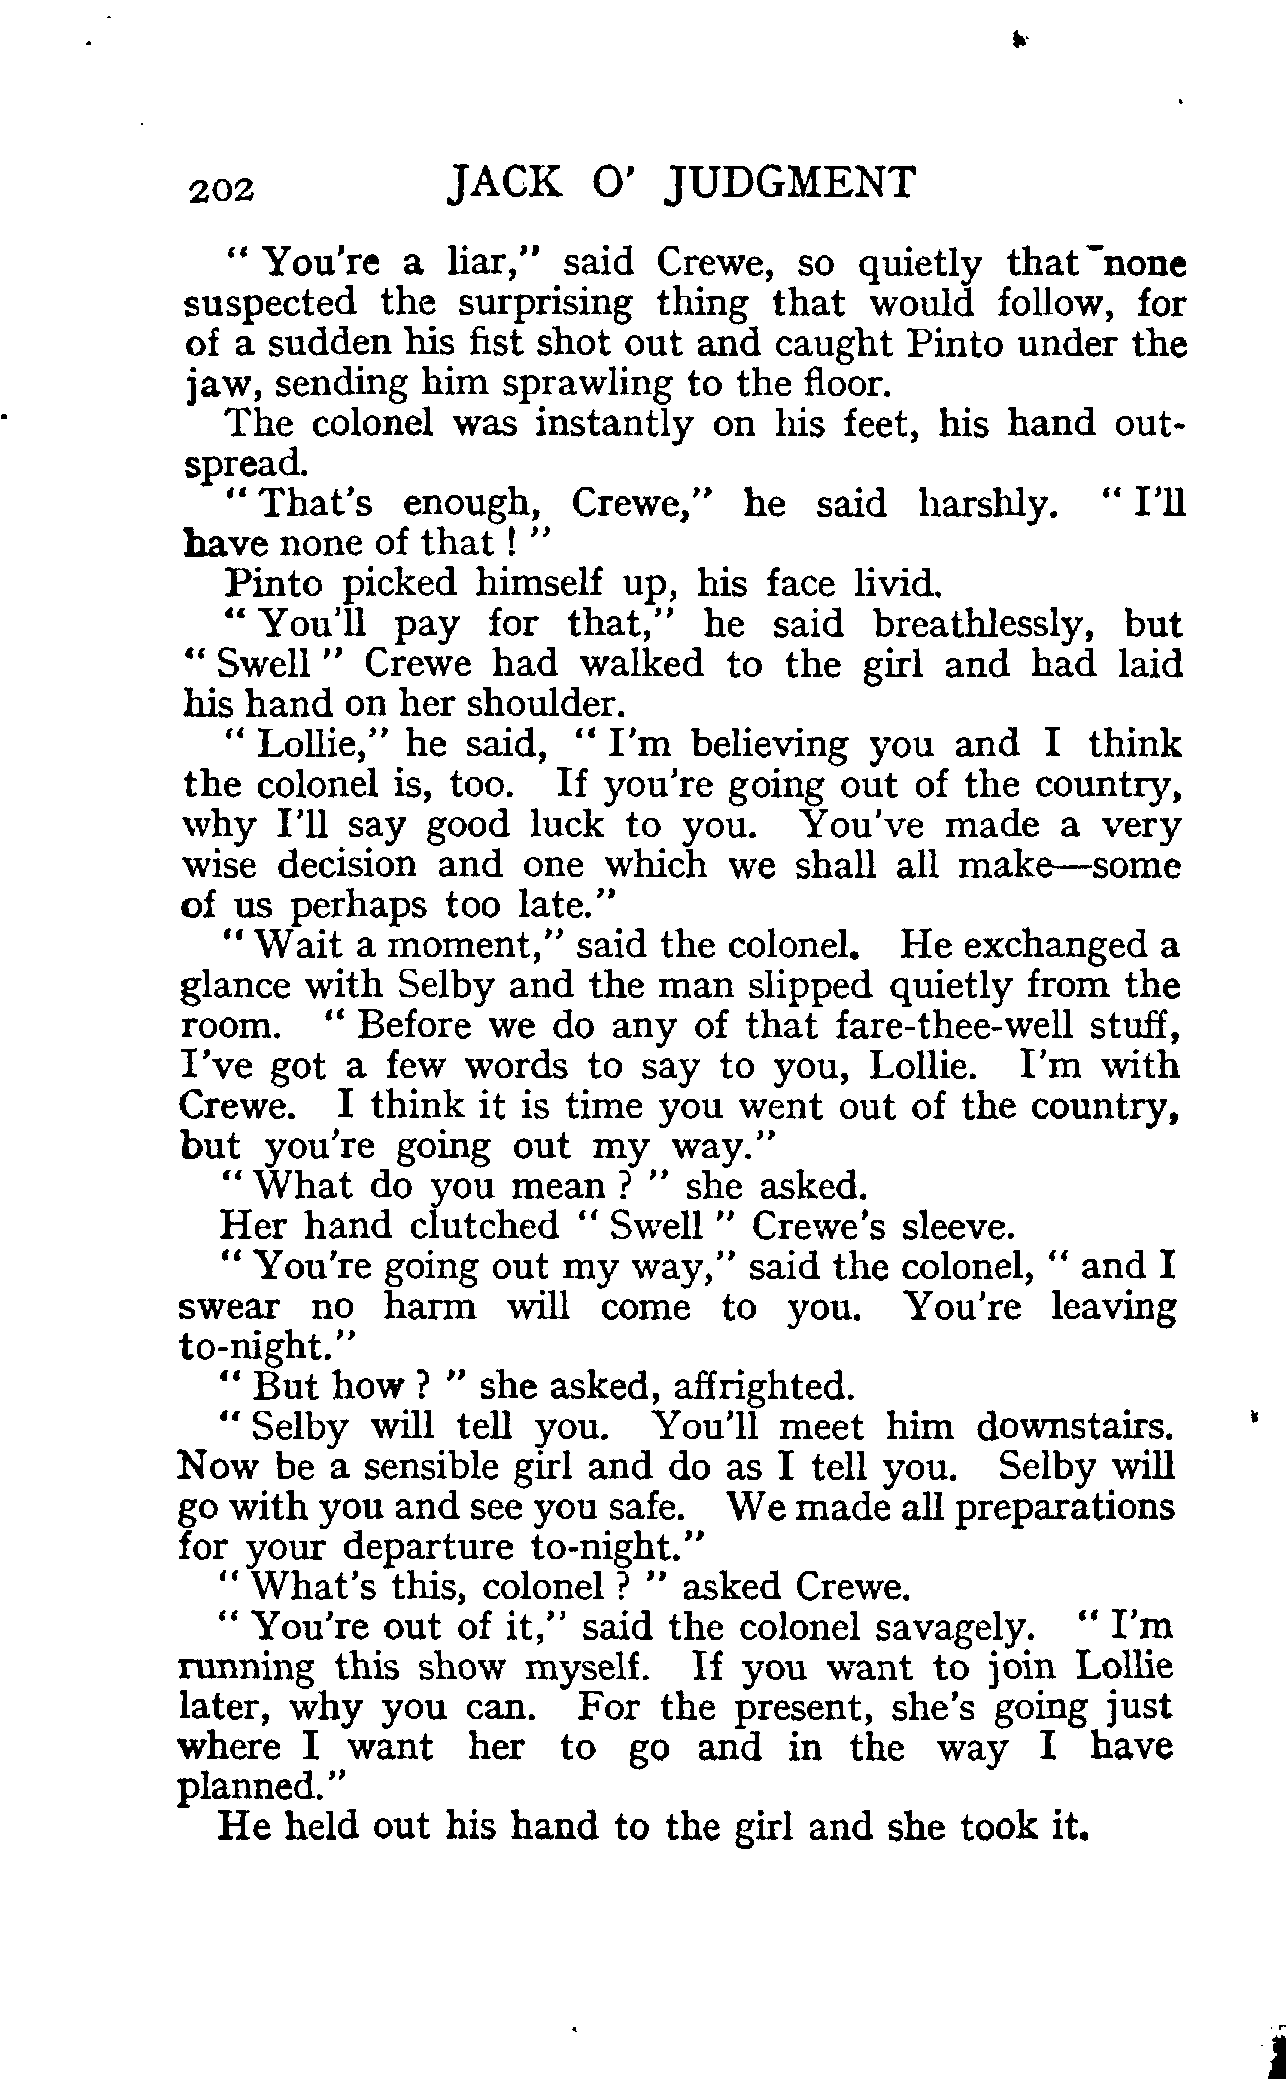 202 JACK O' JUDGMENT
" You're a liar," said Crewe, so quietly that none
suspected the surprising thing that would follow, for
of a sudden his fist shot out and caught Pinto under the
jaw, sending him sprawling to the floor.
The colonel was instantly on his feet, his hand out-
spread.
" That's enough, Crewe," he said harshly. " I'll
have none of that ! "
Pinto picked himself up, his face livid.
" You'll pay for that," he said breathlessly, but
" Swell " Crewe had walked to the girl and had laid
his hand on her shoulder.
" Lollie," he said, " I'm believing you and I think
the colonel is, too. If you're going out of the country,
why I'll say good luck to you. You've made a very
wise decision and one which we shall all make—some
of us perhaps too late."
" Wait a moment," said the colonel. He exchanged a
glance with Selby and the man slipped quietly from the
room. " Before we do any of that fare-thee-well stuff,
I've got a few words to say to you, Lollie. I'm with
Crewe. I think it is time you went out of the country,
but you're going out my way."
" What do you mean ? " she asked.
Her hand clutched " Swell " Crewe's sleeve.
" You're going out my way," said the colonel, " and I
swear no harm will come to you. You're leaving
to-night."
" But how ? " she asked, affrighted.
" Selby will tell you. You'll meet him downstairs.
Now be a sensible girl and do as I tell you. Selby will
go with you and see you safe. We made all preparations
for your departure to-night."
" What's this, colonel ? " asked Crewe.
" You're out of it," said the colonel savagely. " I'm
running this show myself. If you want to join Lollie
later, why you can. For the present, she's going just
where I want her to go and in the way I have
planned."
He held out his hand to the girl and she took it.